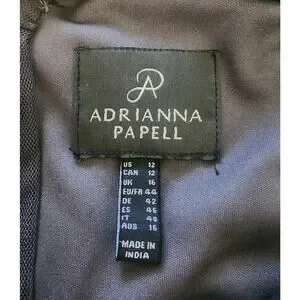 ADRIANNA
PAPELL
US 12
CAN 12
UK 16
EU/FR 44
DE 42
ES 46
IT 48
AUS 16
MADE IN
INDIA